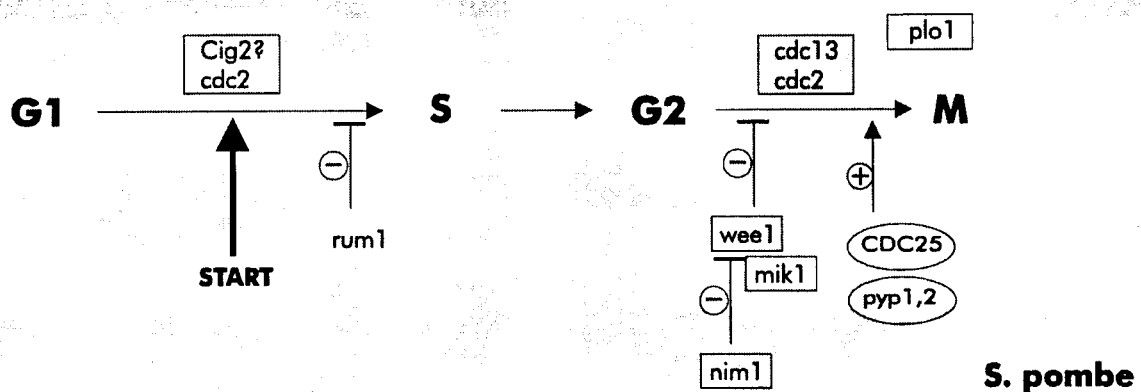 plo1
Cig2?
cdc2
cdc13
cdc2
G1
S
G2
M
−
−
+
rum1
wee1
CDC25
START
mik1
pyp1,2
−
nim1
S. pombe